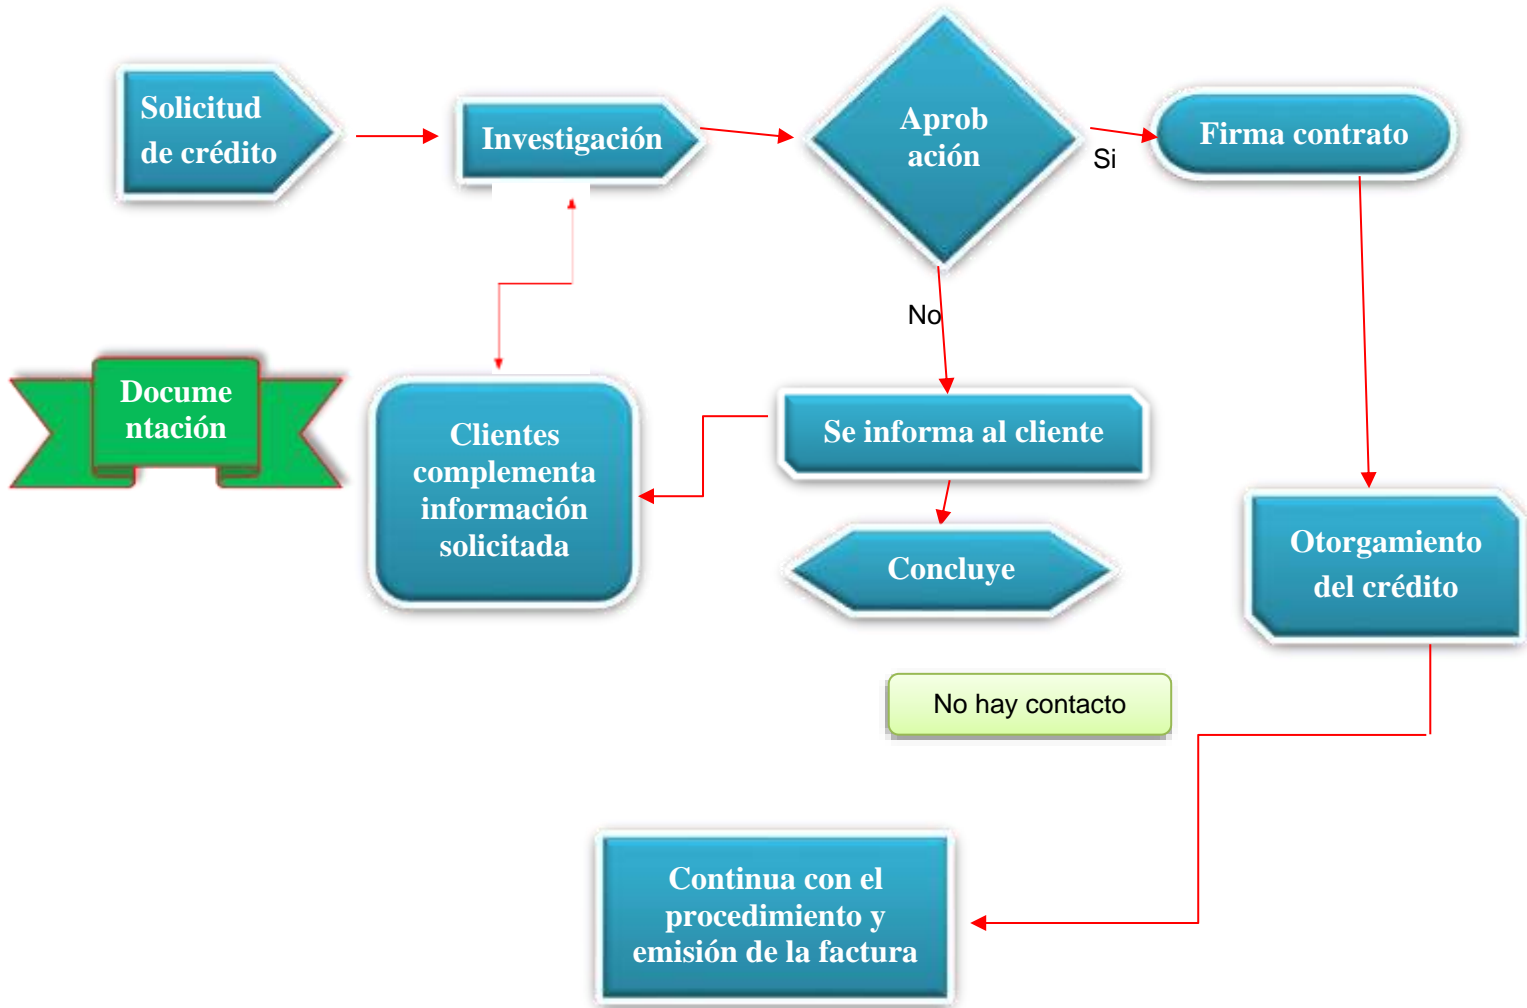 Solicitud
de crédito
Investigación
Aprob
ación
Si
Firma contrato
No
Docume
ntación
Clientes
complementa
información
solicitada
Se informa al cliente
Concluye
Otorgamiento
del crédito
No hay contacto
Continua con el
procedimiento y
emisión de la factura